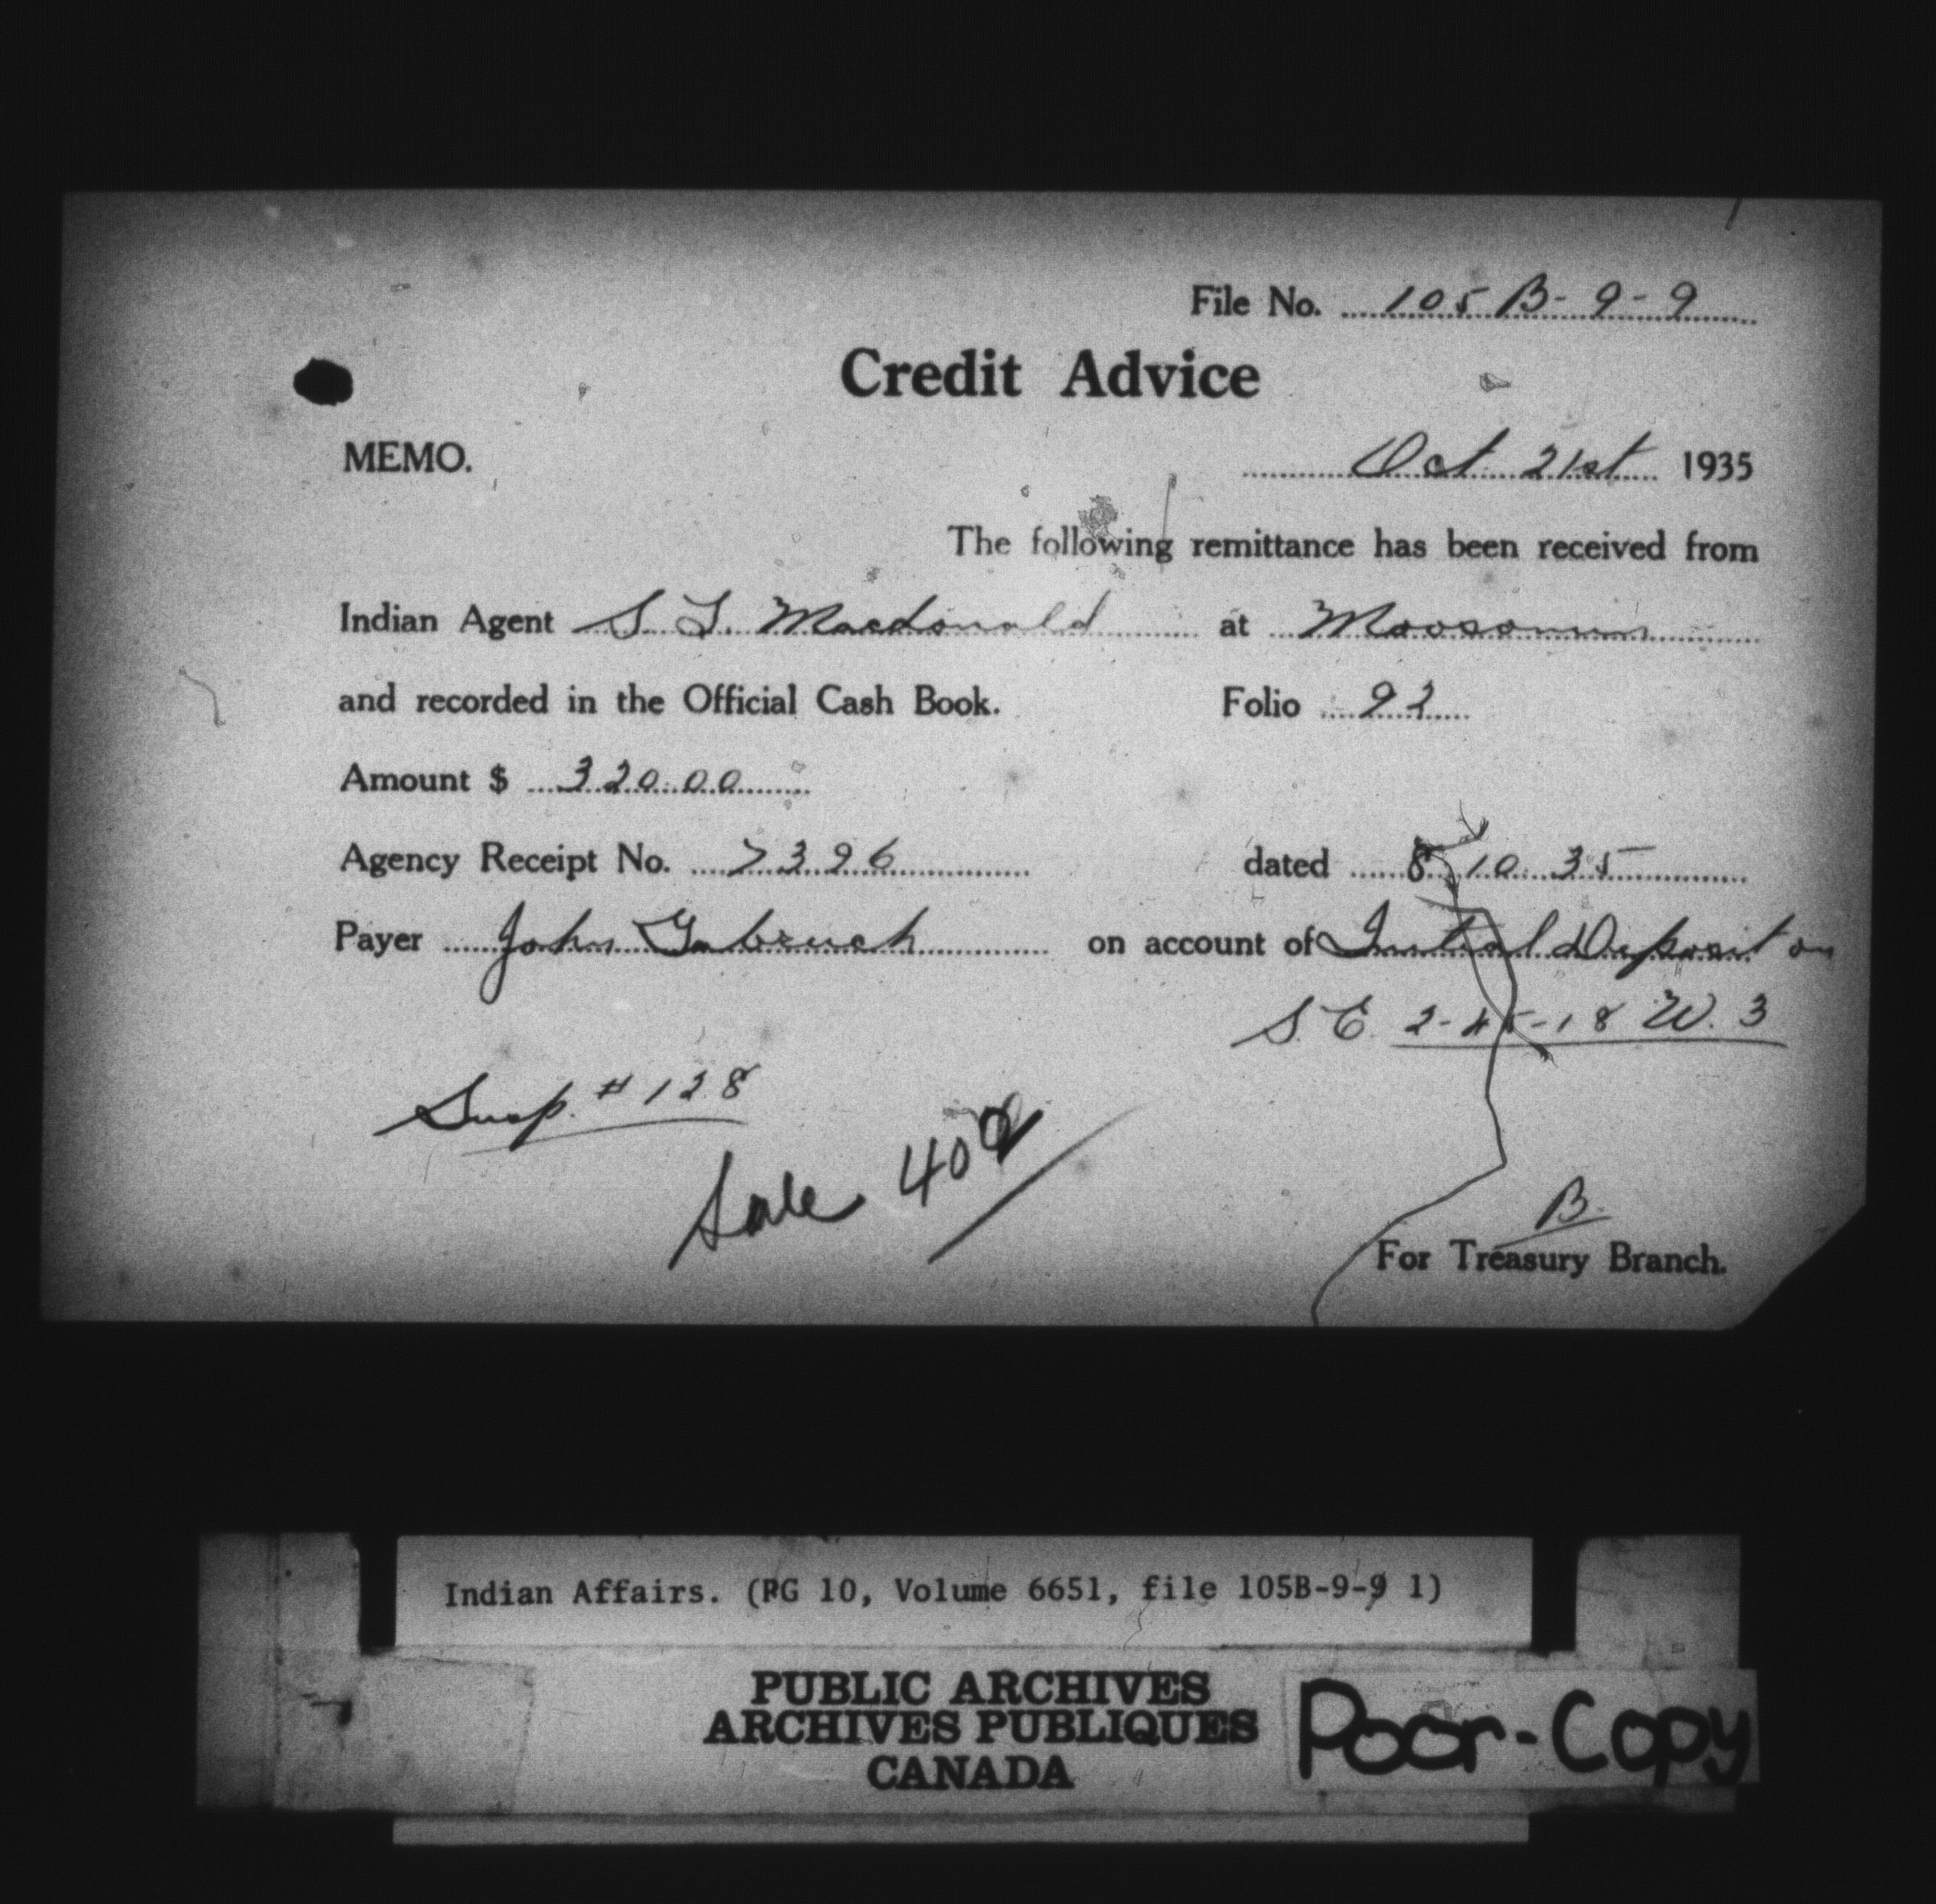 File No. 105 B-9-9
Credit Advice
MEMO. Oct 21st 1935
The following remittance has been received from
Indian Agent S L. Macdonald at Moosomin
and recorded in the Official Cash Book. Folio 92
Amount $ 320.00
Agency Receipt No. 7396 dated 8 10 35
Payer John Gabruch on account of Initial Deposit on
S.E. 2-45-18 W. 3
Susp. # 128
Sale 402
B.
For Treasury Branch.
Indian Affairs. (RG 10, Volume 6651, file 105B-9-9 1)
PUBLIC ARCHIVES
ARCHIVES PUBLIQUES
CANADA
Poor-Copy